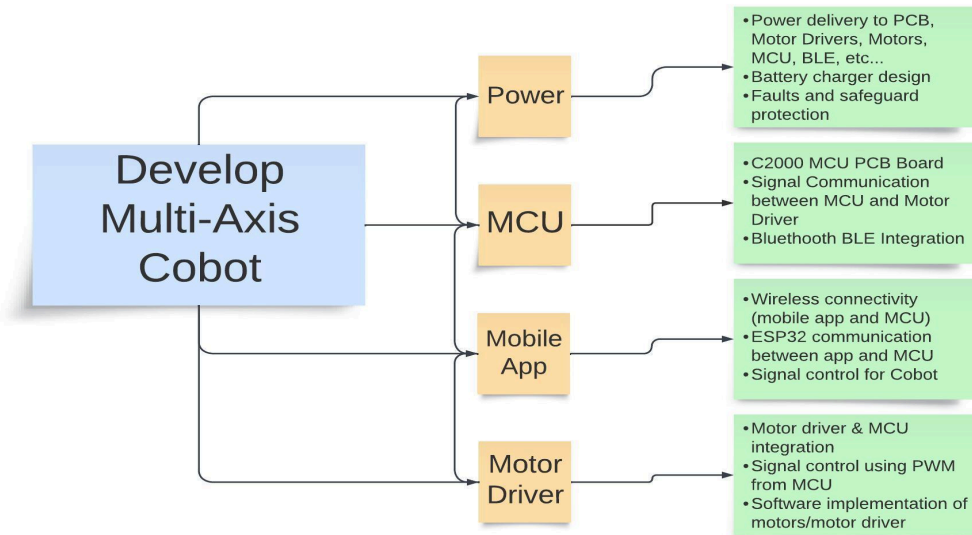 Develop
Multi-Axis
Cobot
Power
MCU
Mobile
App
Motor
Driver
•Power delivery to PCB,
Motor Drivers, Motors,
MCU, BLE, etc...
•Battery charger design
•Faults and safeguard
protection
•C2000 MCU PCB Board
•Signal Communication
between MCU and Motor
Driver
•Bluethooth BLE Integration
•Wireless connectivity
(mobile app and MCU)
•ESP32 communication
between app and MCU
•Signal control for Cobot
•Motor driver & MCU
integration
•Signal control using PWM
from MCU
•Software implementation of
motors/motor driver